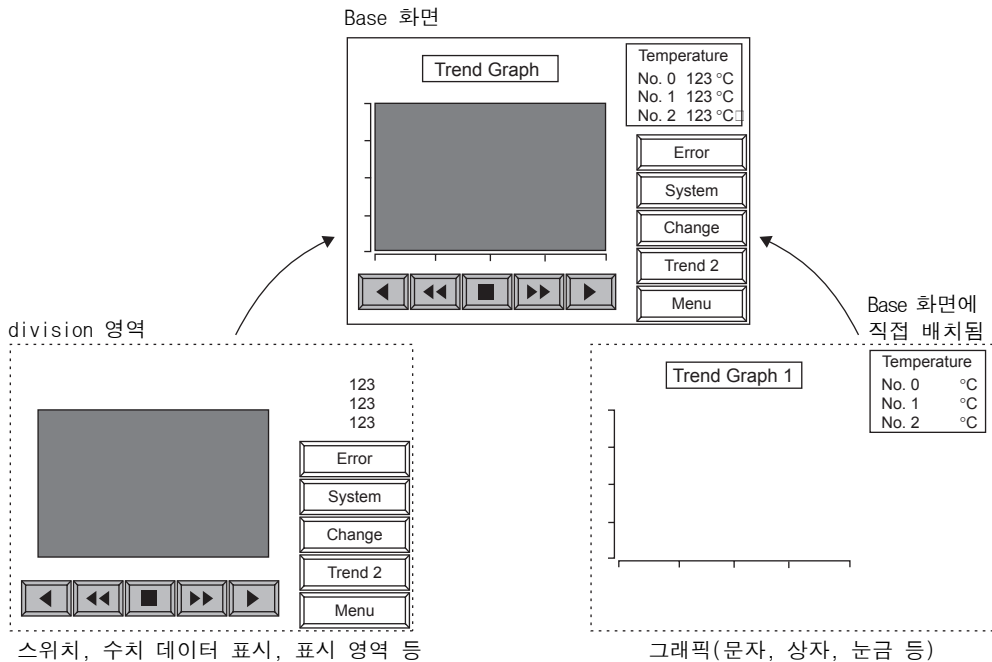 Base 화면
Trend Graph
Temperature
No. 0 123 °C
No. 1 123 °C
No. 2 123 °C
Error
System
Change
Trend 2
Menu
division 영역
123
123
123
Error
System
Change
Trend 2
Menu
스위치, 수치 데이터 표시, 표시 영역 등
Base 화면에
직접 배치됨
Trend Graph 1
Temperature
No. 0 °C
No. 1 °C
No. 2 °C
그래픽(문자, 상자, 눈금 등)